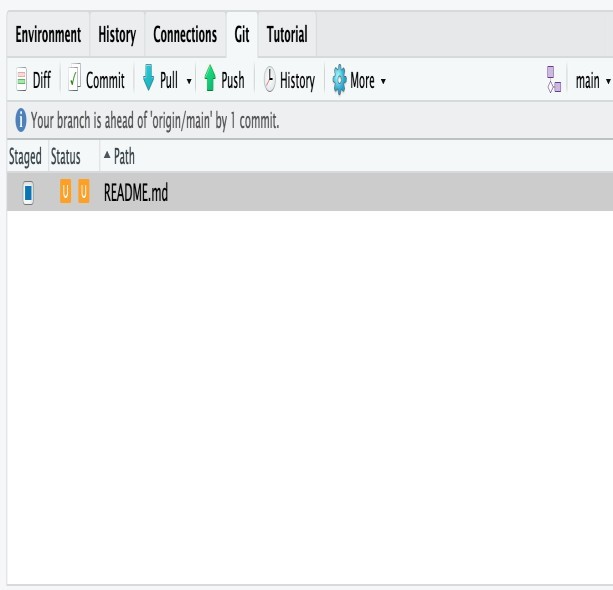 Environment History Connections Git Tutorial
Diff Commit Pull Push History More main
Your branch is ahead of 'origin/main' by 1 commit.
Staged Status Path
U U README.md